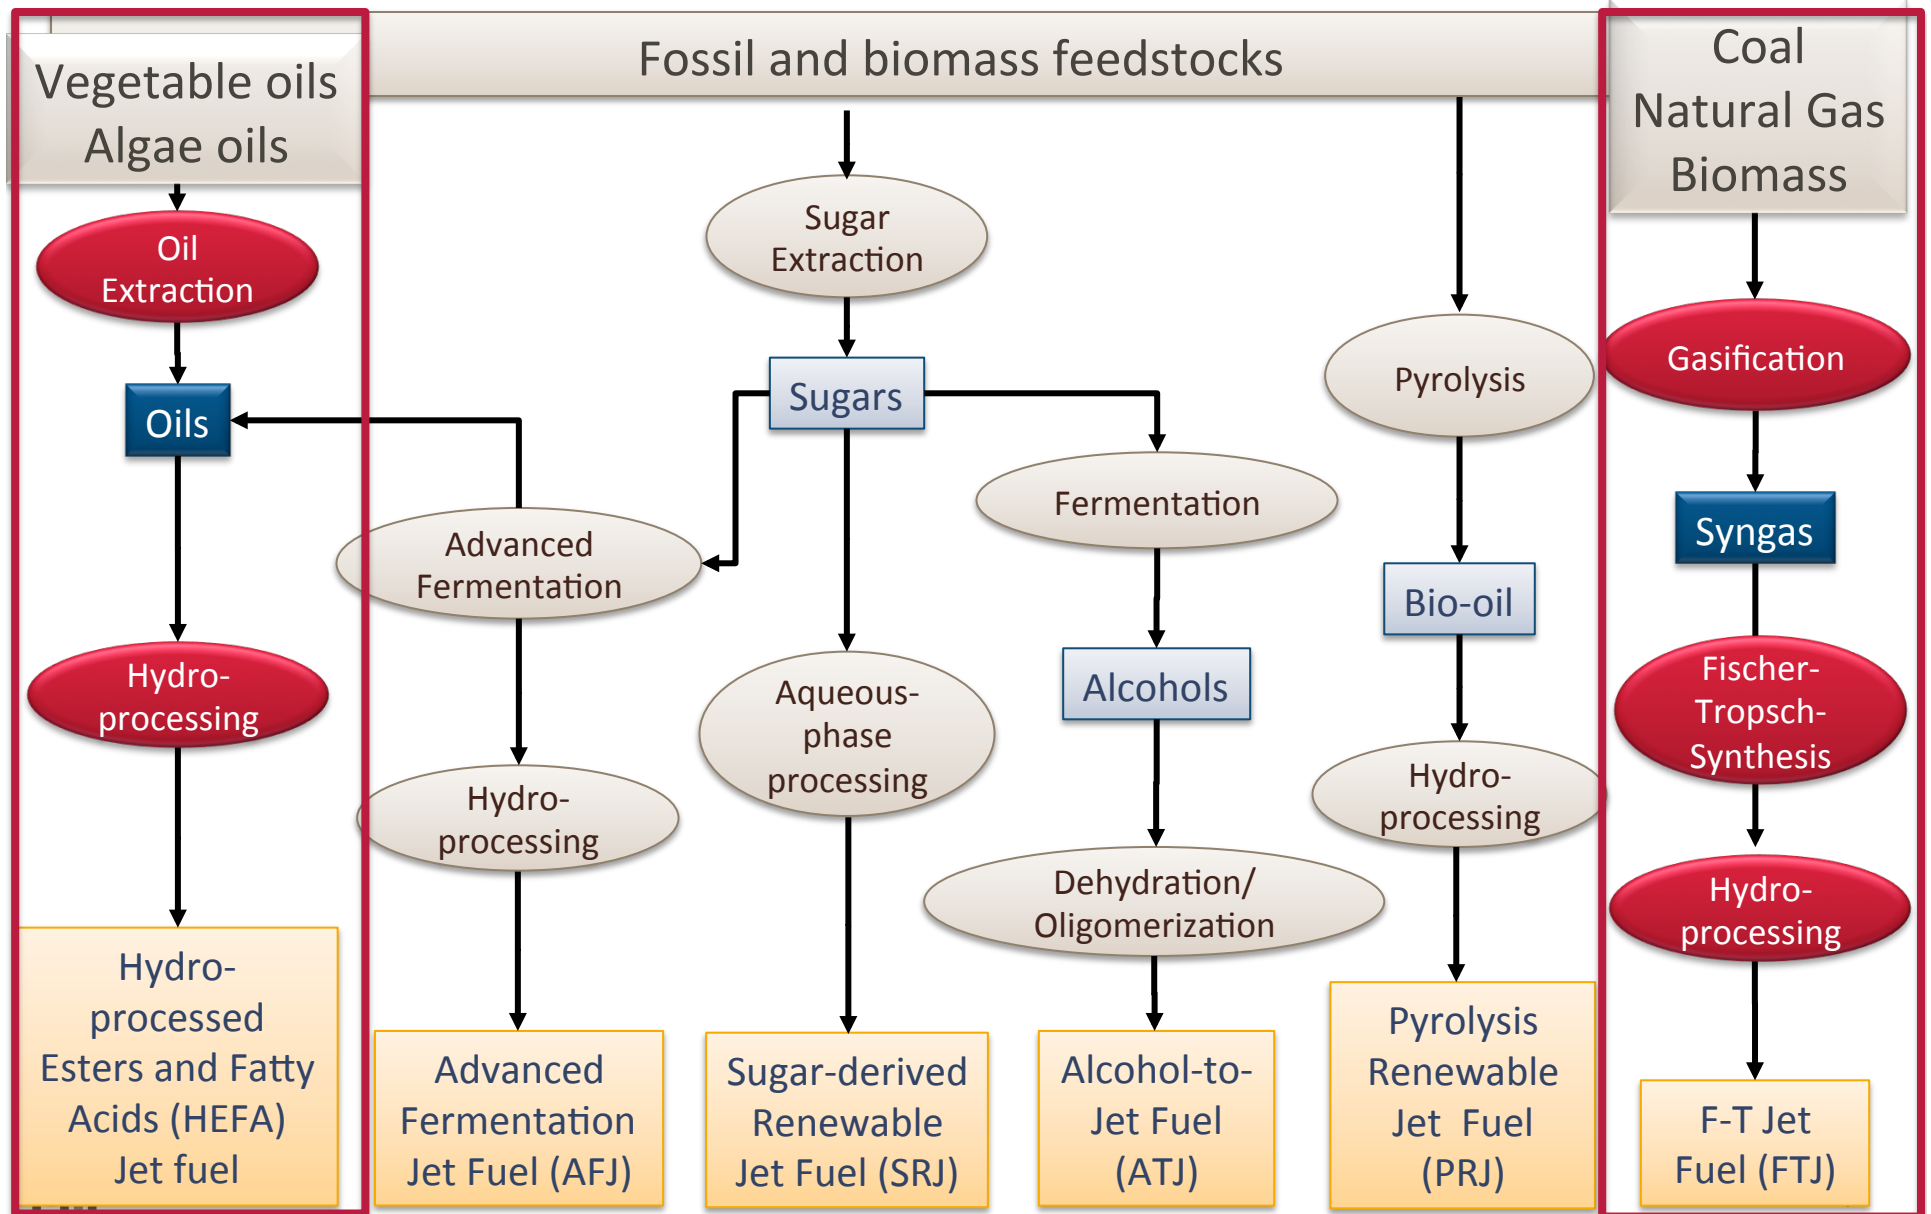 Fossil and biomass feedstocks
Vegetable oils
Algae oils
Coal
Natural Gas
Biomass
Oil
Extraction
Oils
Hydro-
processing
Hydro-
processed
Esters and Fatty
Acids (HEFA)
Jet fuel
Sugar
Extraction
Sugars
Advanced
Fermentation
Hydro-
processing
Advanced
Fermentation
Jet Fuel (AFJ)
Aqueous-
phase
processing
Sugar-derived
Renewable
Jet Fuel (SRJ)
Fermentation
Alcohols
Dehydration/
Oligomerization
Alcohol-to-
Jet Fuel
(ATJ)
Pyrolysis
Bio-oil
Hydro-
processing
Pyrolysis
Renewable
Jet Fuel
(PRJ)
Gasification
Syngas
Fischer-
Tropsch-
Synthesis
Hydro-
processing
F-T Jet
Fuel (FTJ)